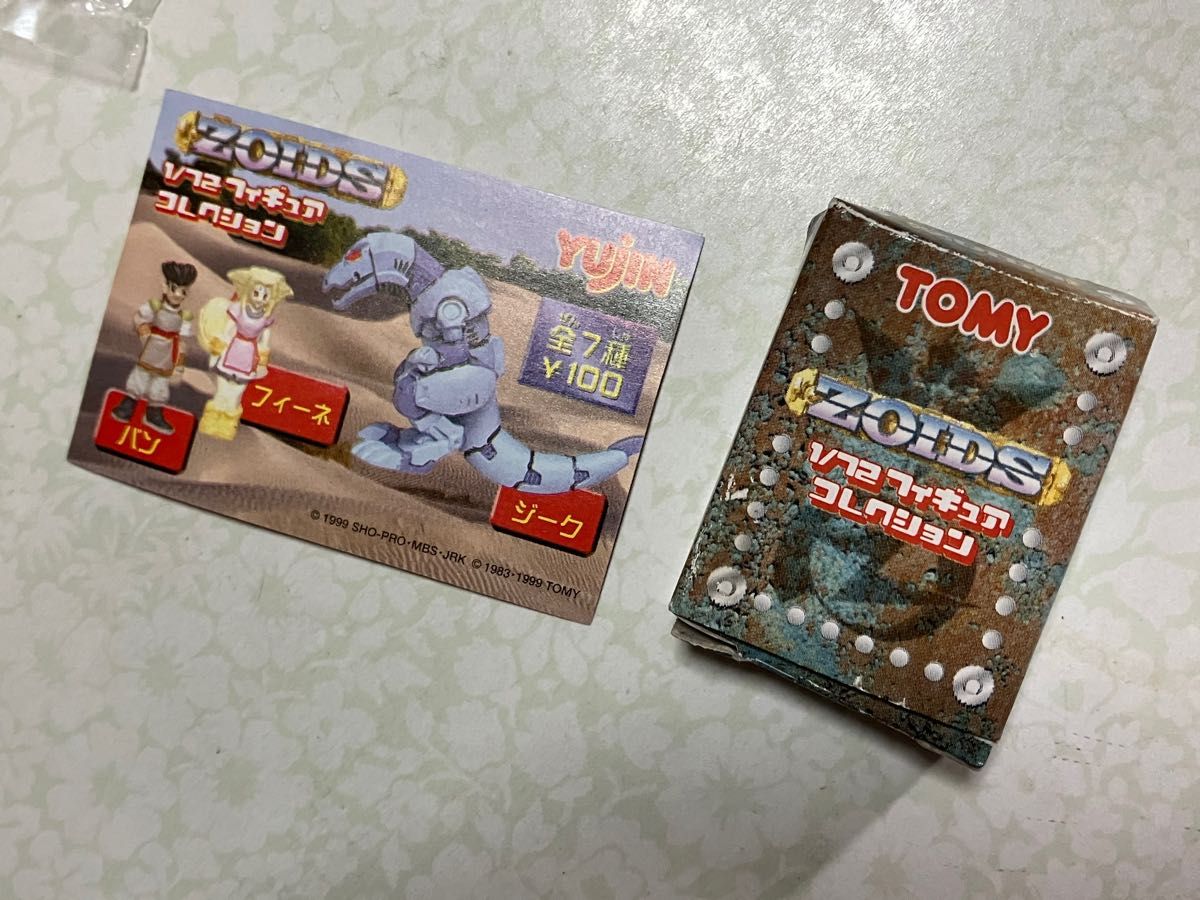 ZOIDS
1/72 フィギュア
コレクション
YUJIN
全7種
¥100
バン
フィーネ
ジーク
© 1999 SHO-PRO・MBS・JRK © 1983・1999 TOMY
TOMY
ZOIDS
1/72 フィギュア
コレクション